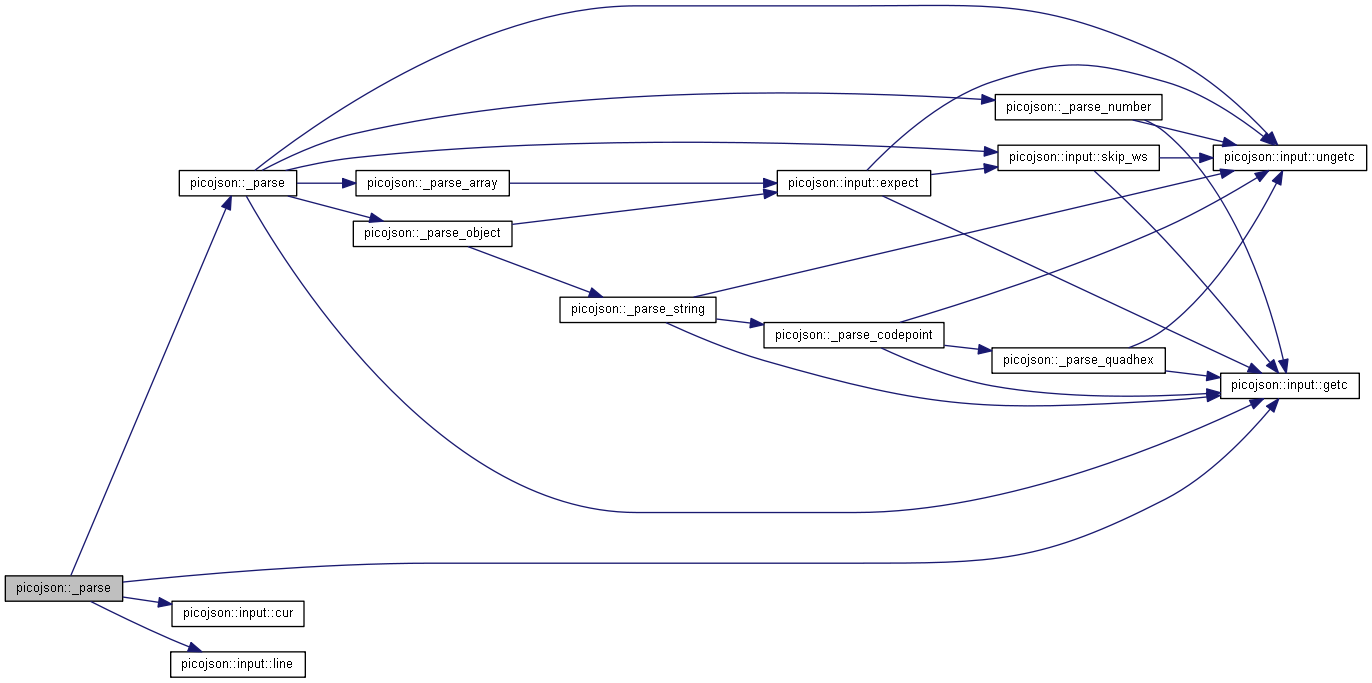 picojson::_parse_number
picojson::input::skip_ws
picojson::input::ungetc
picojson::_parse
picojson::_parse_array
picojson::input::expect
picojson::_parse_object
picojson::_parse_string
picojson::_parse_codepoint
picojson::_parse_quadhex
picojson::input::getc
picojson::_parse
picojson::input::cur
picojson::input::line